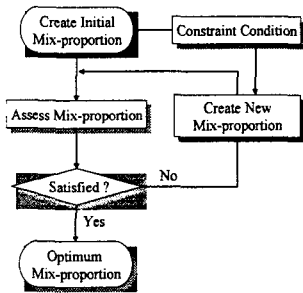 Create Initial
Mix-proportion
Constraint Condition
Assess Mix-proportion
Create New
Mix-proportion
Satisfied ?
No
Yes
Optimum
Mix-proportion